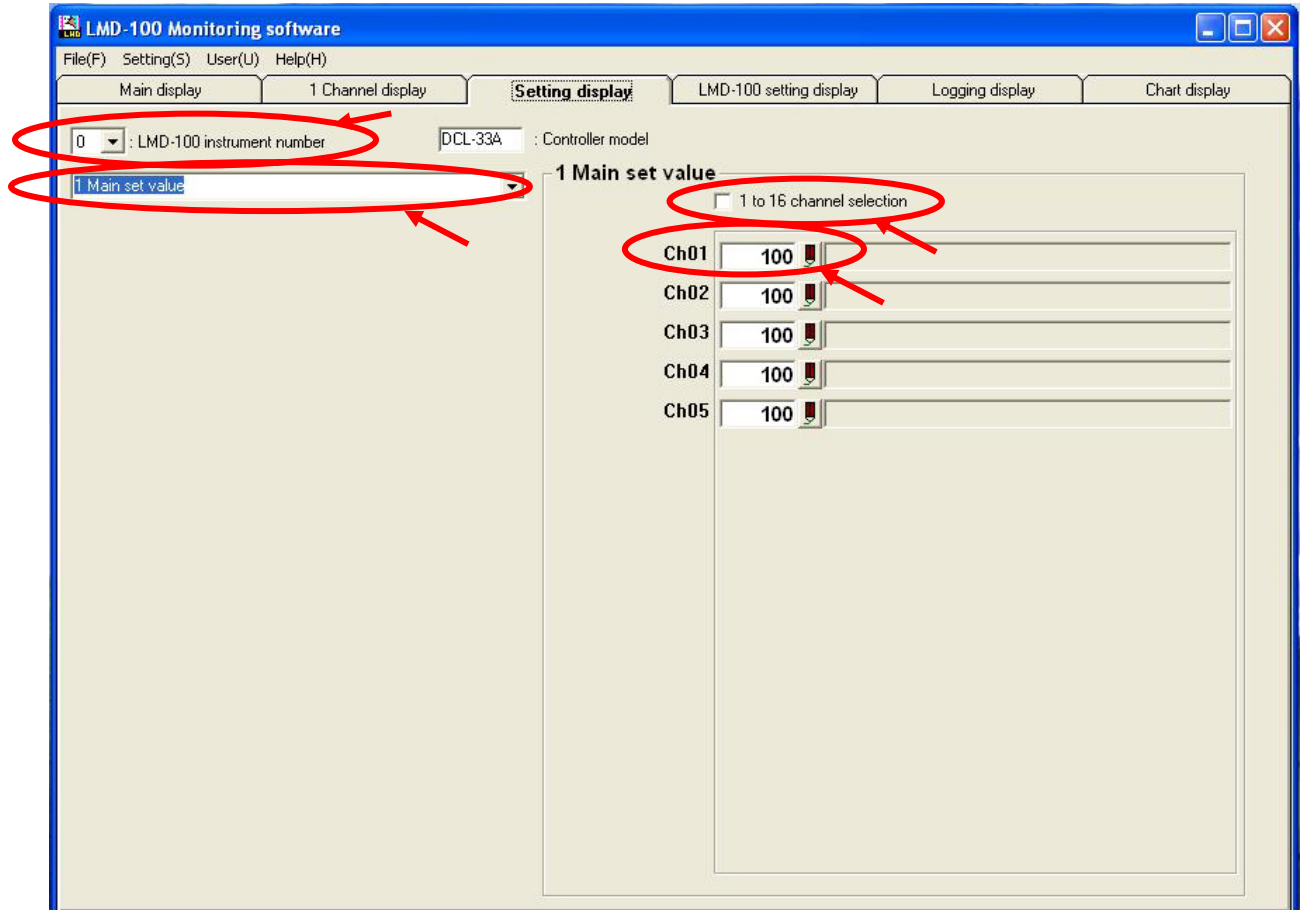 LMD-100 Monitoring software
File(F) Setting(S) User(U) Help(H)
Main display 1 Channel display Setting display LMD-100 setting display Logging display Chart display
0 : LMD-100 instrument number DCL-33A : Controller model
1 Main set value
1 Main set value
1 to 16 channel selection
Ch01 100
Ch02 100
Ch03 100
Ch04 100
Ch05 100